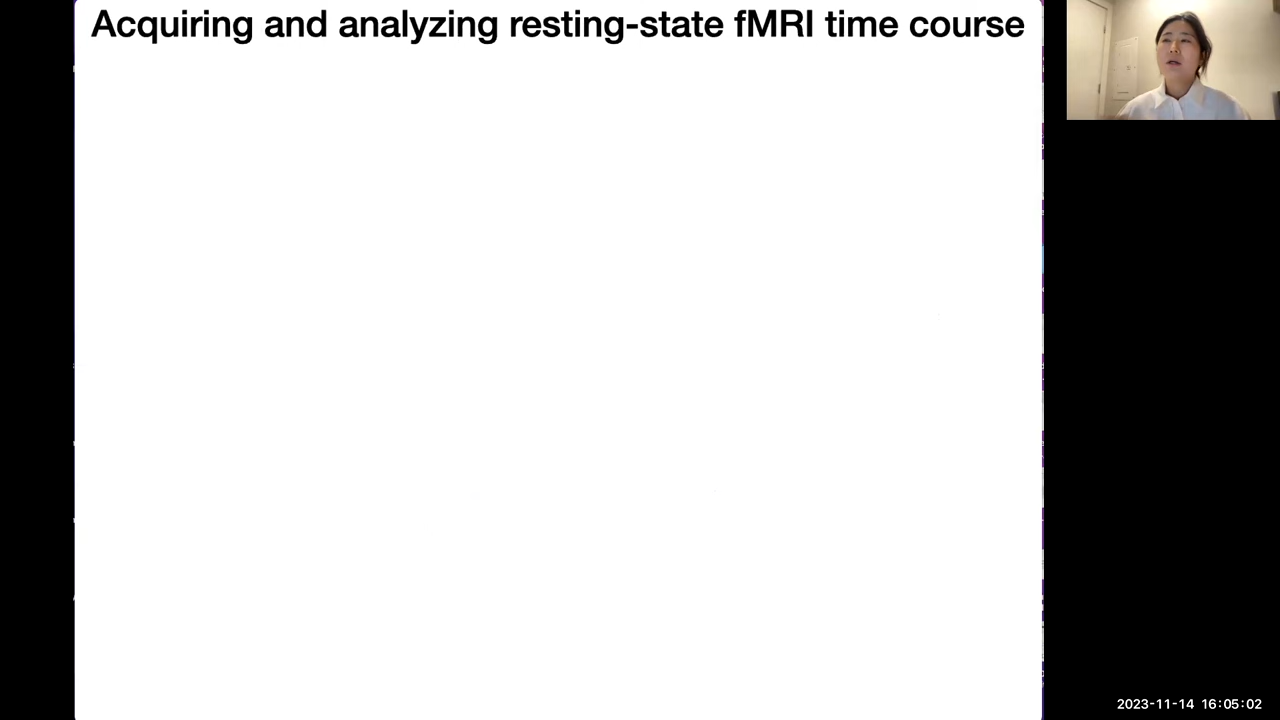 Acquiring and analyzing resting-state fMRI time course
2023-11-14 16:05:02